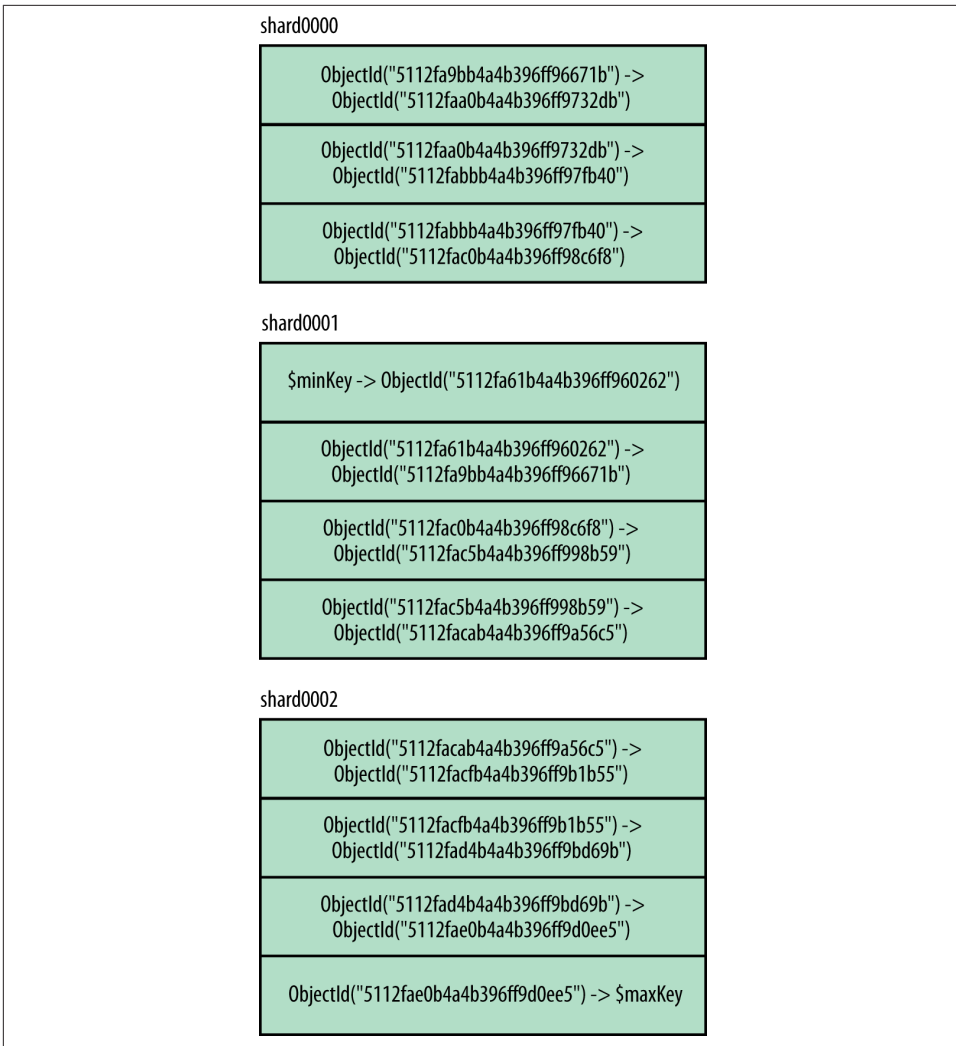 shard0000
ObjectId("5112fa9bb4a4b396ff96671b") ->
ObjectId("5112faa0b4a4b396ff9732db")
ObjectId("5112faa0b4a4b396ff9732db") ->
ObjectId("5112fabbb4a4b396ff97fb40")
ObjectId("5112fabbb4a4b396ff97fb40") ->
ObjectId("5112fac0b4a4b396ff98c6f8")
shard0001
$minKey -> ObjectId("5112fa61b4a4b396ff960262")
ObjectId("5112fa61b4a4b396ff960262") ->
ObjectId("5112fa9bb4a4b396ff96671b")
ObjectId("5112fac0b4a4b396ff98c6f8") ->
ObjectId("5112fac5b4a4b396ff998b59")
ObjectId("5112fac5b4a4b396ff998b59") ->
ObjectId("5112facab4a4b396ff9a56c5")
shard0002
ObjectId("5112facab4a4b396ff9a56c5") ->
ObjectId("5112facfb4a4b396ff9b1b55")
ObjectId("5112facfb4a4b396ff9b1b55") ->
ObjectId("5112fad4b4a4b396ff9bd69b")
ObjectId("5112fad4b4a4b396ff9bd69b") ->
ObjectId("5112fae0b4a4b396ff9d0ee5")
ObjectId("5112fae0b4a4b396ff9d0ee5") -> $maxKey